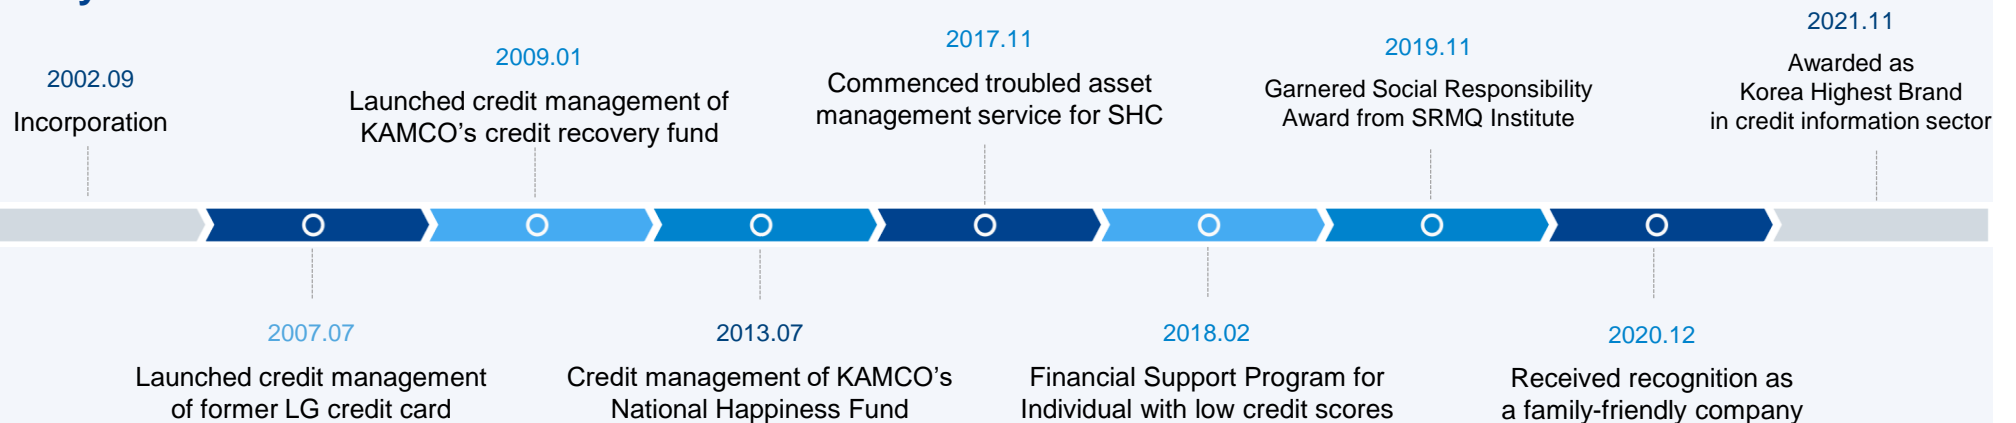 2002.09
Incorporation
2007.07
Launched credit management
of former LG credit card
2009.01
Launched credit management of
KAMCO’s credit recovery fund
2013.07
Credit management of KAMCO’s
National Happiness Fund
2017.11
Commenced troubled asset
management service for SHC
2018.02
Financial Support Program for
Individual with low credit scores
2019.11
Garnered Social Responsibility
Award from SRMQ Institute
2020.12
Received recognition as
a family-friendly company
2021.11
Awarded as
Korea Highest Brand
in credit information sector